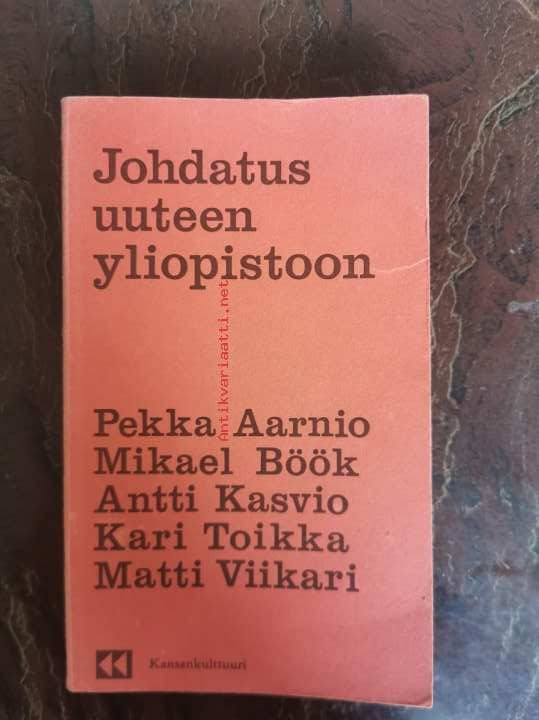 Johdatus
uuteen
yliopistoon
Antikvariaatti.net
Pekka Aarnio
Mikael Böök
Antti Kasvio
Kari Toikka
Matti Viikari
Kansankulttuuri